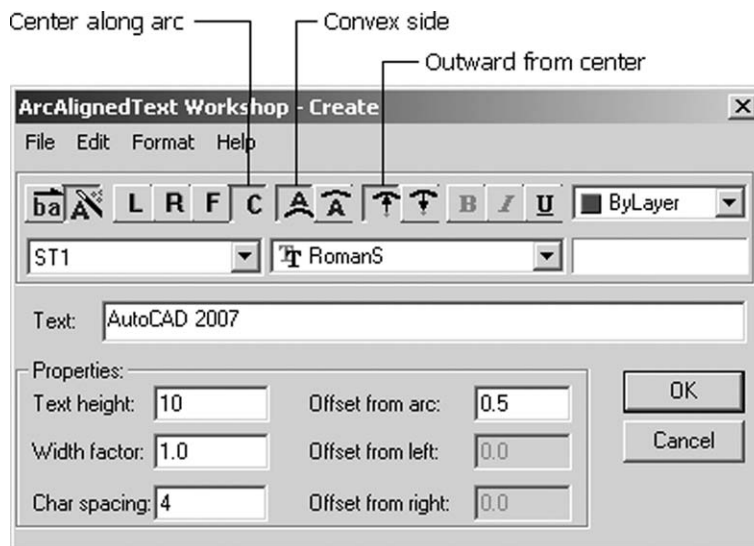 Center along arc Convex side
Outward from center
ArcAlignedText Workshop - Create
File Edit Format Help
ba A L R F C A A B I U ByLayer
ST1 RomanS
Text: AutoCAD 2007
Properties:
Text height: 10 Offset from arc: 0.5 OK
Width factor: 1.0 Offset from left: 0.0 Cancel
Char spacing: 4 Offset from right: 0.0